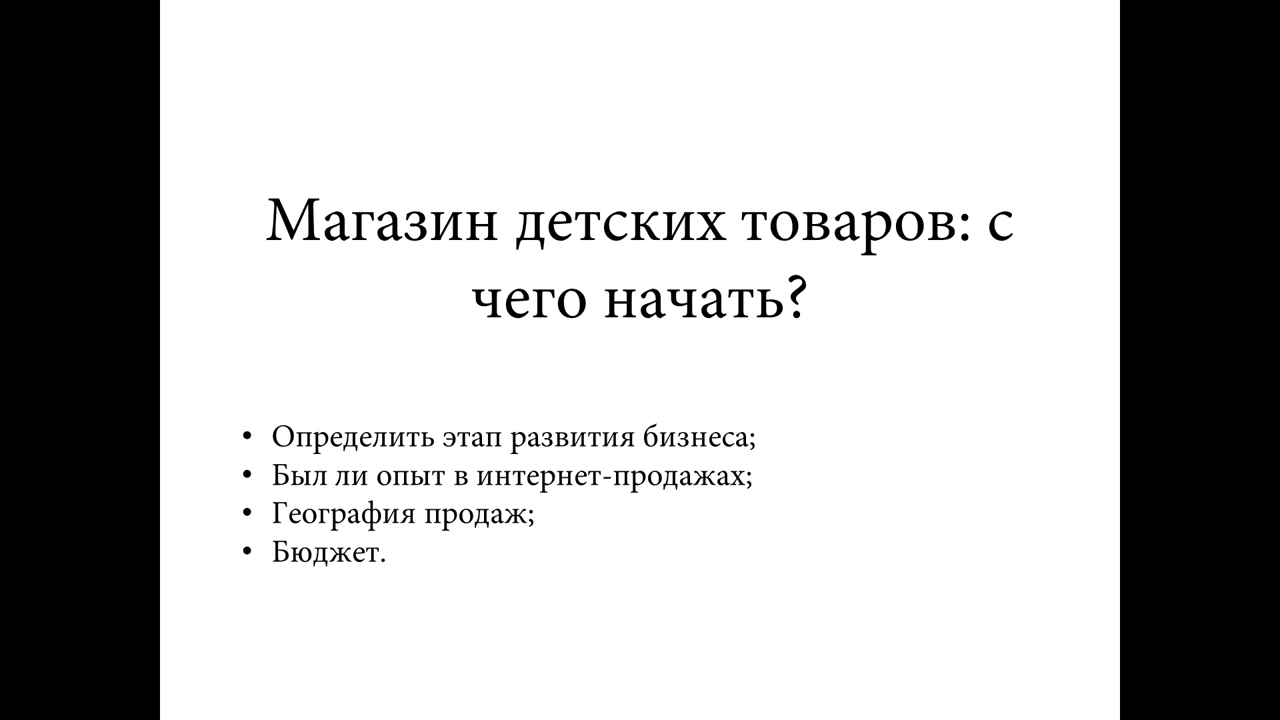 Магазин детских товаров: с
чего начать?
• Определить этап развития бизнеса;
• Был ли опыт в интернет-продажах;
• География продаж;
• Бюджет.